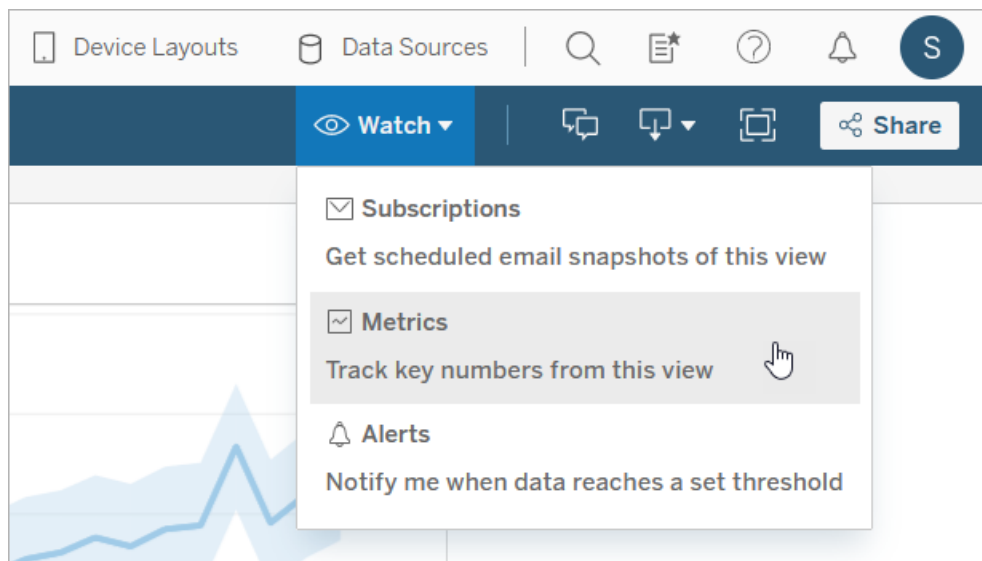 Device Layouts Data Sources S
Watch Share
Subscriptions
Get scheduled email snapshots of this view
Metrics
Track key numbers from this view
Alerts
Notify me when data reaches a set threshold